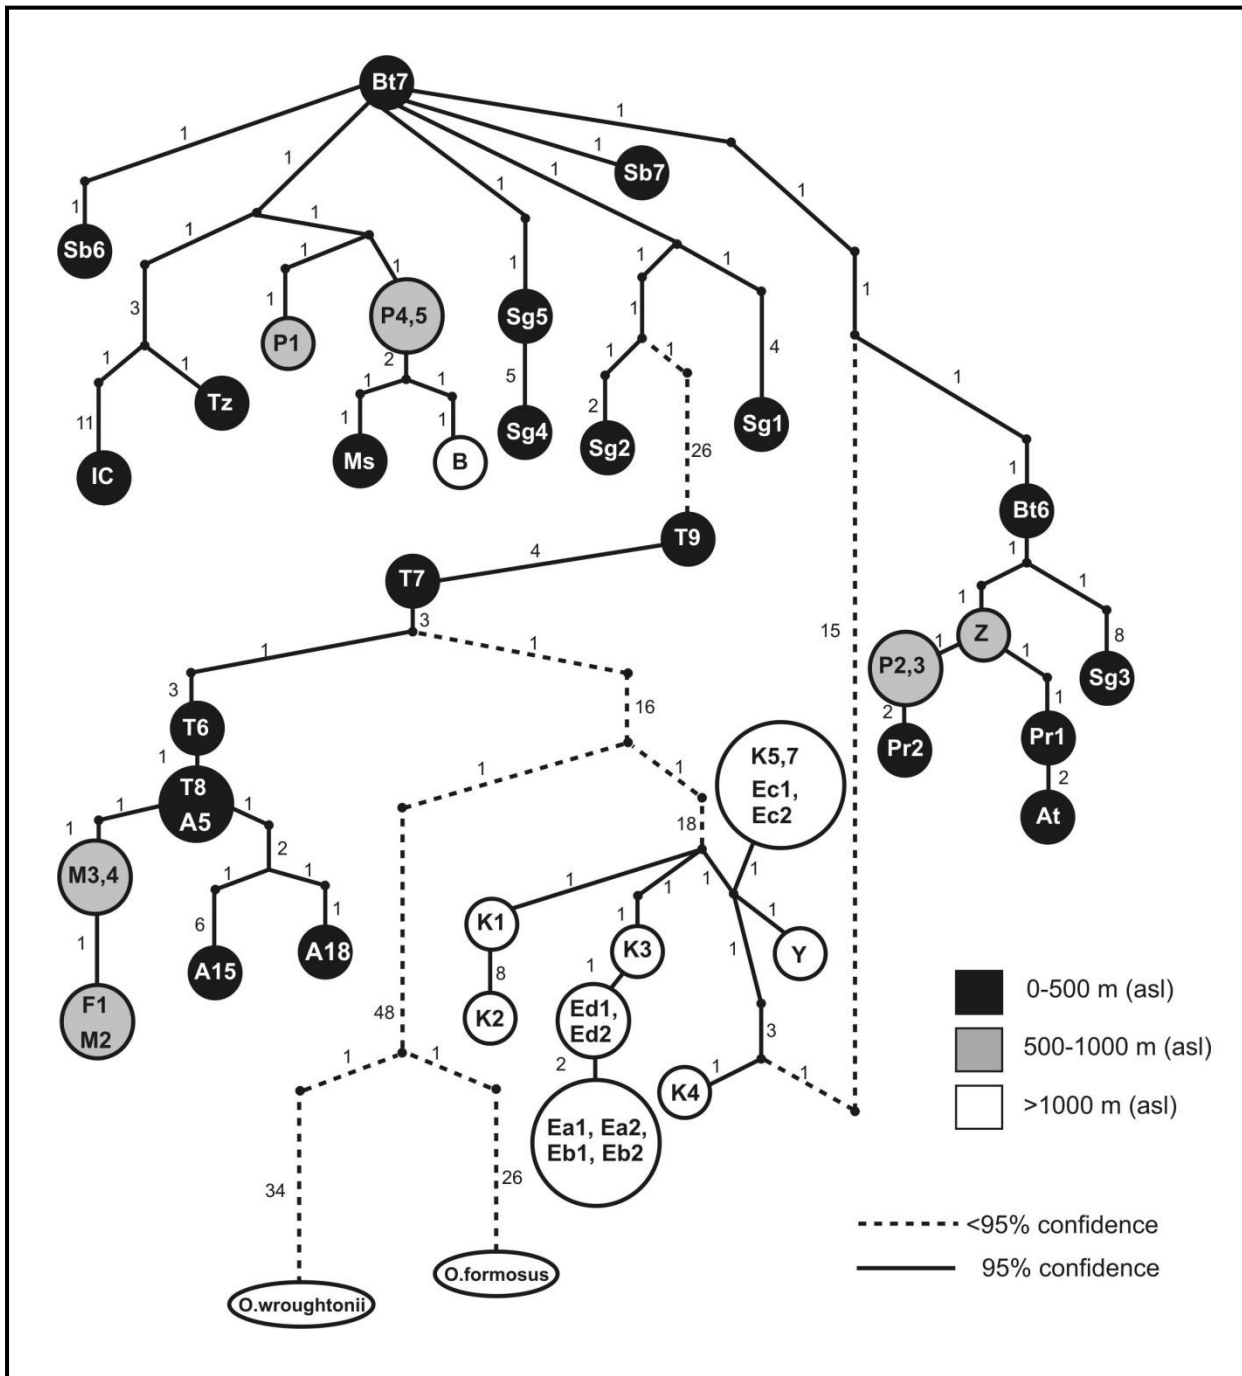 Bt7
1
1
Sb7
1
1
1
1
1
1
1
Sb6
1
1
1
1
1
1
3
1
P1
P4,5
1
Sg5
1
1
1
1
1
1
2
1
1
5
1
1
4
1
Tz
11
1
1
Sg4
2
Sg2
Sg1
IC
Ms
B
26
1
Bt6
T9
4
T7
1
3
1
1
1
15
P2,3
1
Z
1
8
Sg3
3
16
2
1
T6
Pr2
Pr1
1
1
1
K5,7
Ec1,
Ec2
2
At
T8
A5
1
1
1
18
2
M3,4
1
1
1
1
1
1
6
1
K1
1
K3
1
1
Y
1
A15
A18
8
1
F1
M2
K2
Ed1,
Ed2
48
3
2
1
1
1
K4
1
Ea1, Ea2,
Eb1, Eb2
34
26
O.wroughtonii
O.formosus
0-500 m (asl)
500-1000 m (asl)
>1000 m (asl)
<95% confidence
95% confidence